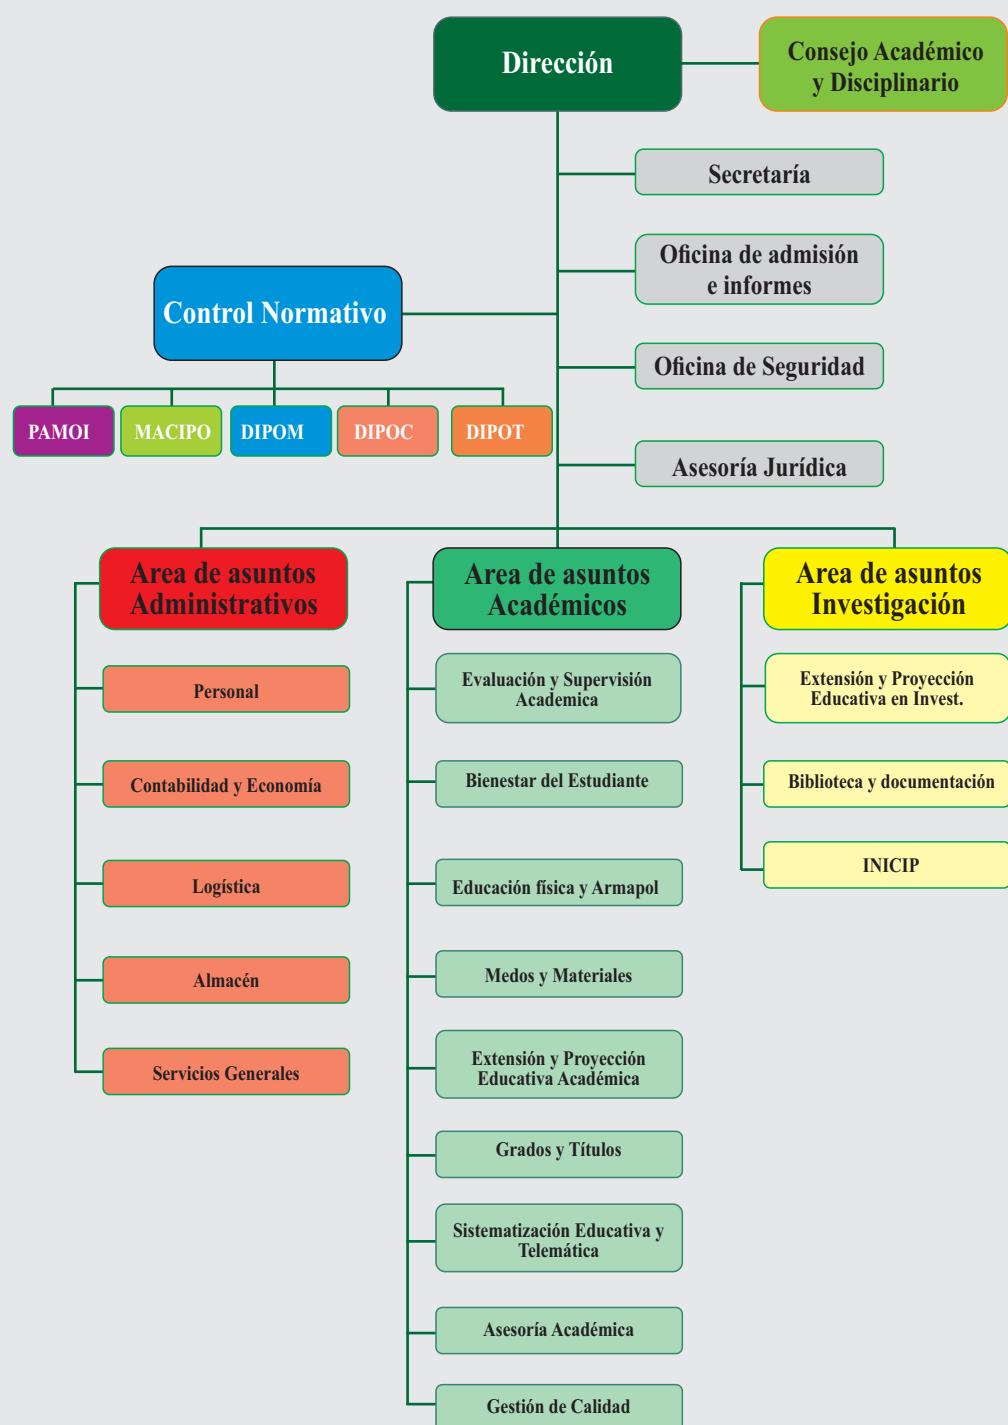 Dirección
Consejo Académico
y Disciplinario
Secretaría
Oficina de admisión
e informes
Control Normativo
Oficina de Seguridad
PAMOI
MACIPO
DIPOM
DIPOC
DIPOT
Asesoría Jurídica
Area de asuntos
Administrativos
Personal
Contabilidad y Economía
Logística
Almacén
Servicios Generales
Area de asuntos
Académicos
Evaluación y Supervisión
Academica
Bienestar del Estudiante
Educación física y Armapol
Medos y Materiales
Extensión y Proyección
Educativa Académica
Grados y Títulos
Sistematización Educativa y
Telemática
Asesoría Académica
Gestión de Calidad
Area de asuntos
Investigación
Extensión y Proyección
Educativa en Invest.
Biblioteca y documentación
INICIP